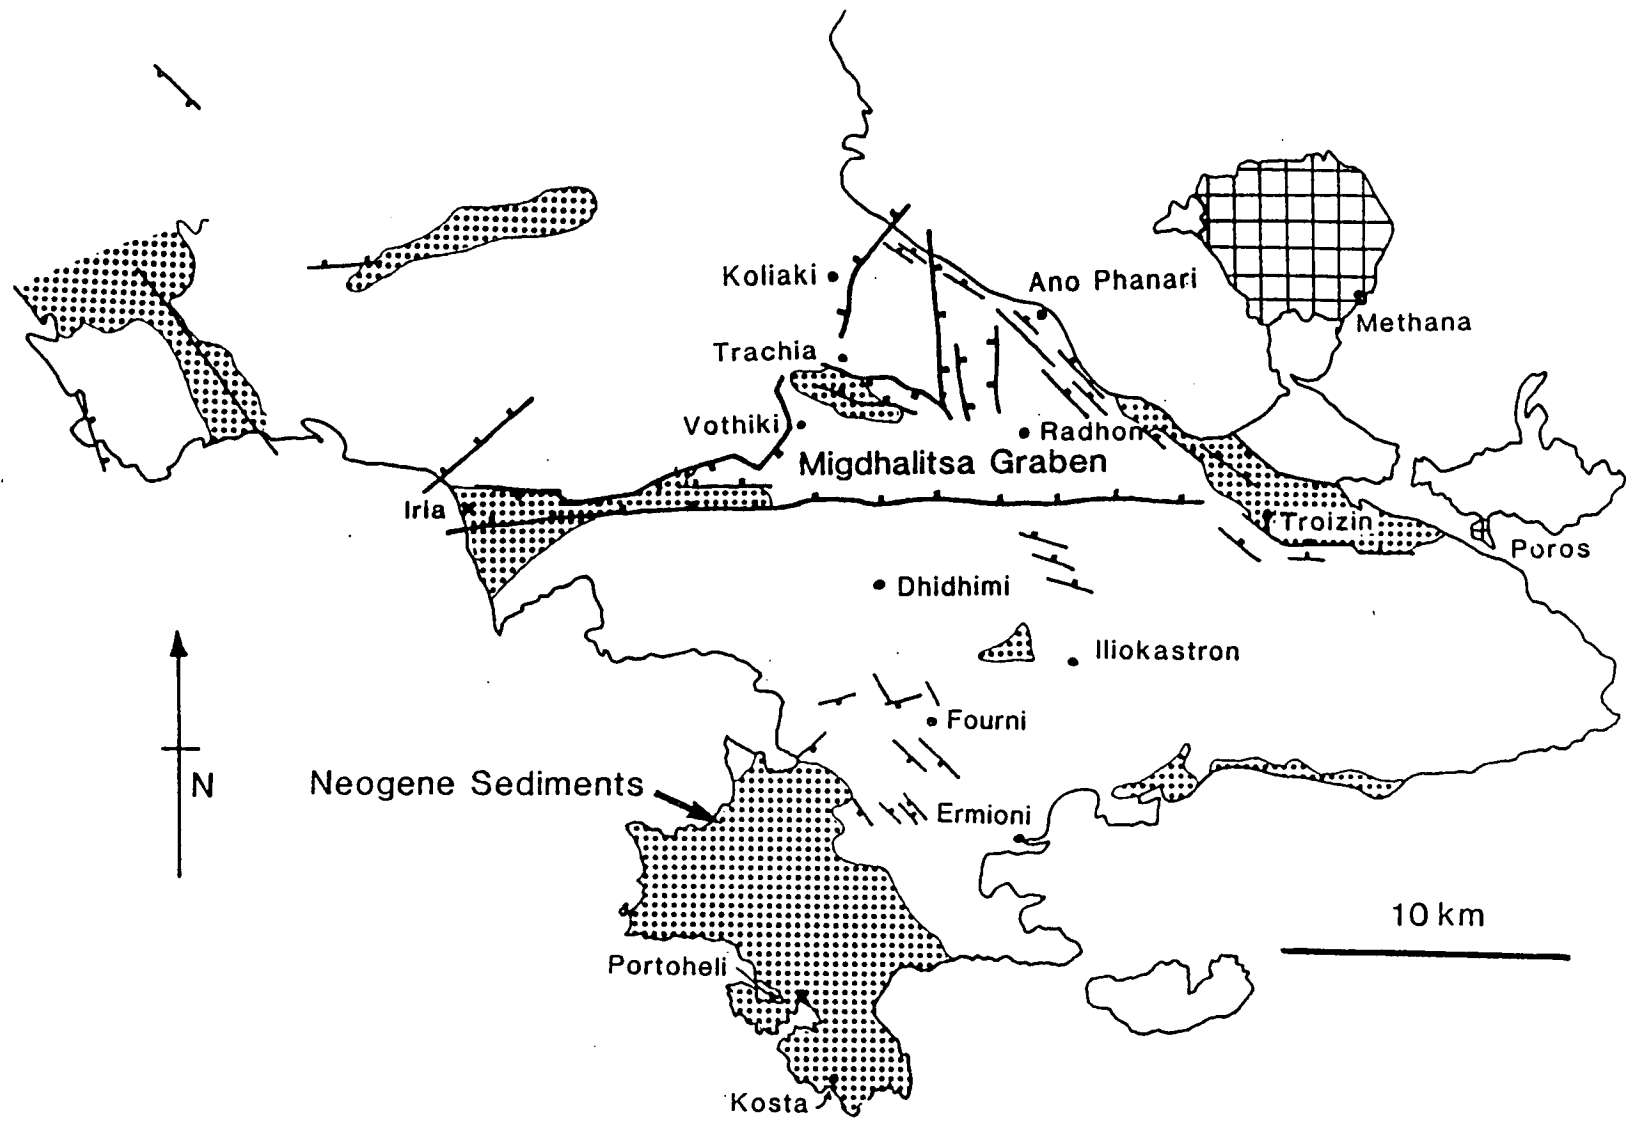 Koliaki
Ano Phanari
Methana
Trachia
Vothiki
Radhon
Migdhalitsa Graben
Iria
Troizin
Poros
Dhidhimi
Iliokastron
Fourni
N
Neogene Sediments
Ermioni
10 km
Portoheli
Kosta